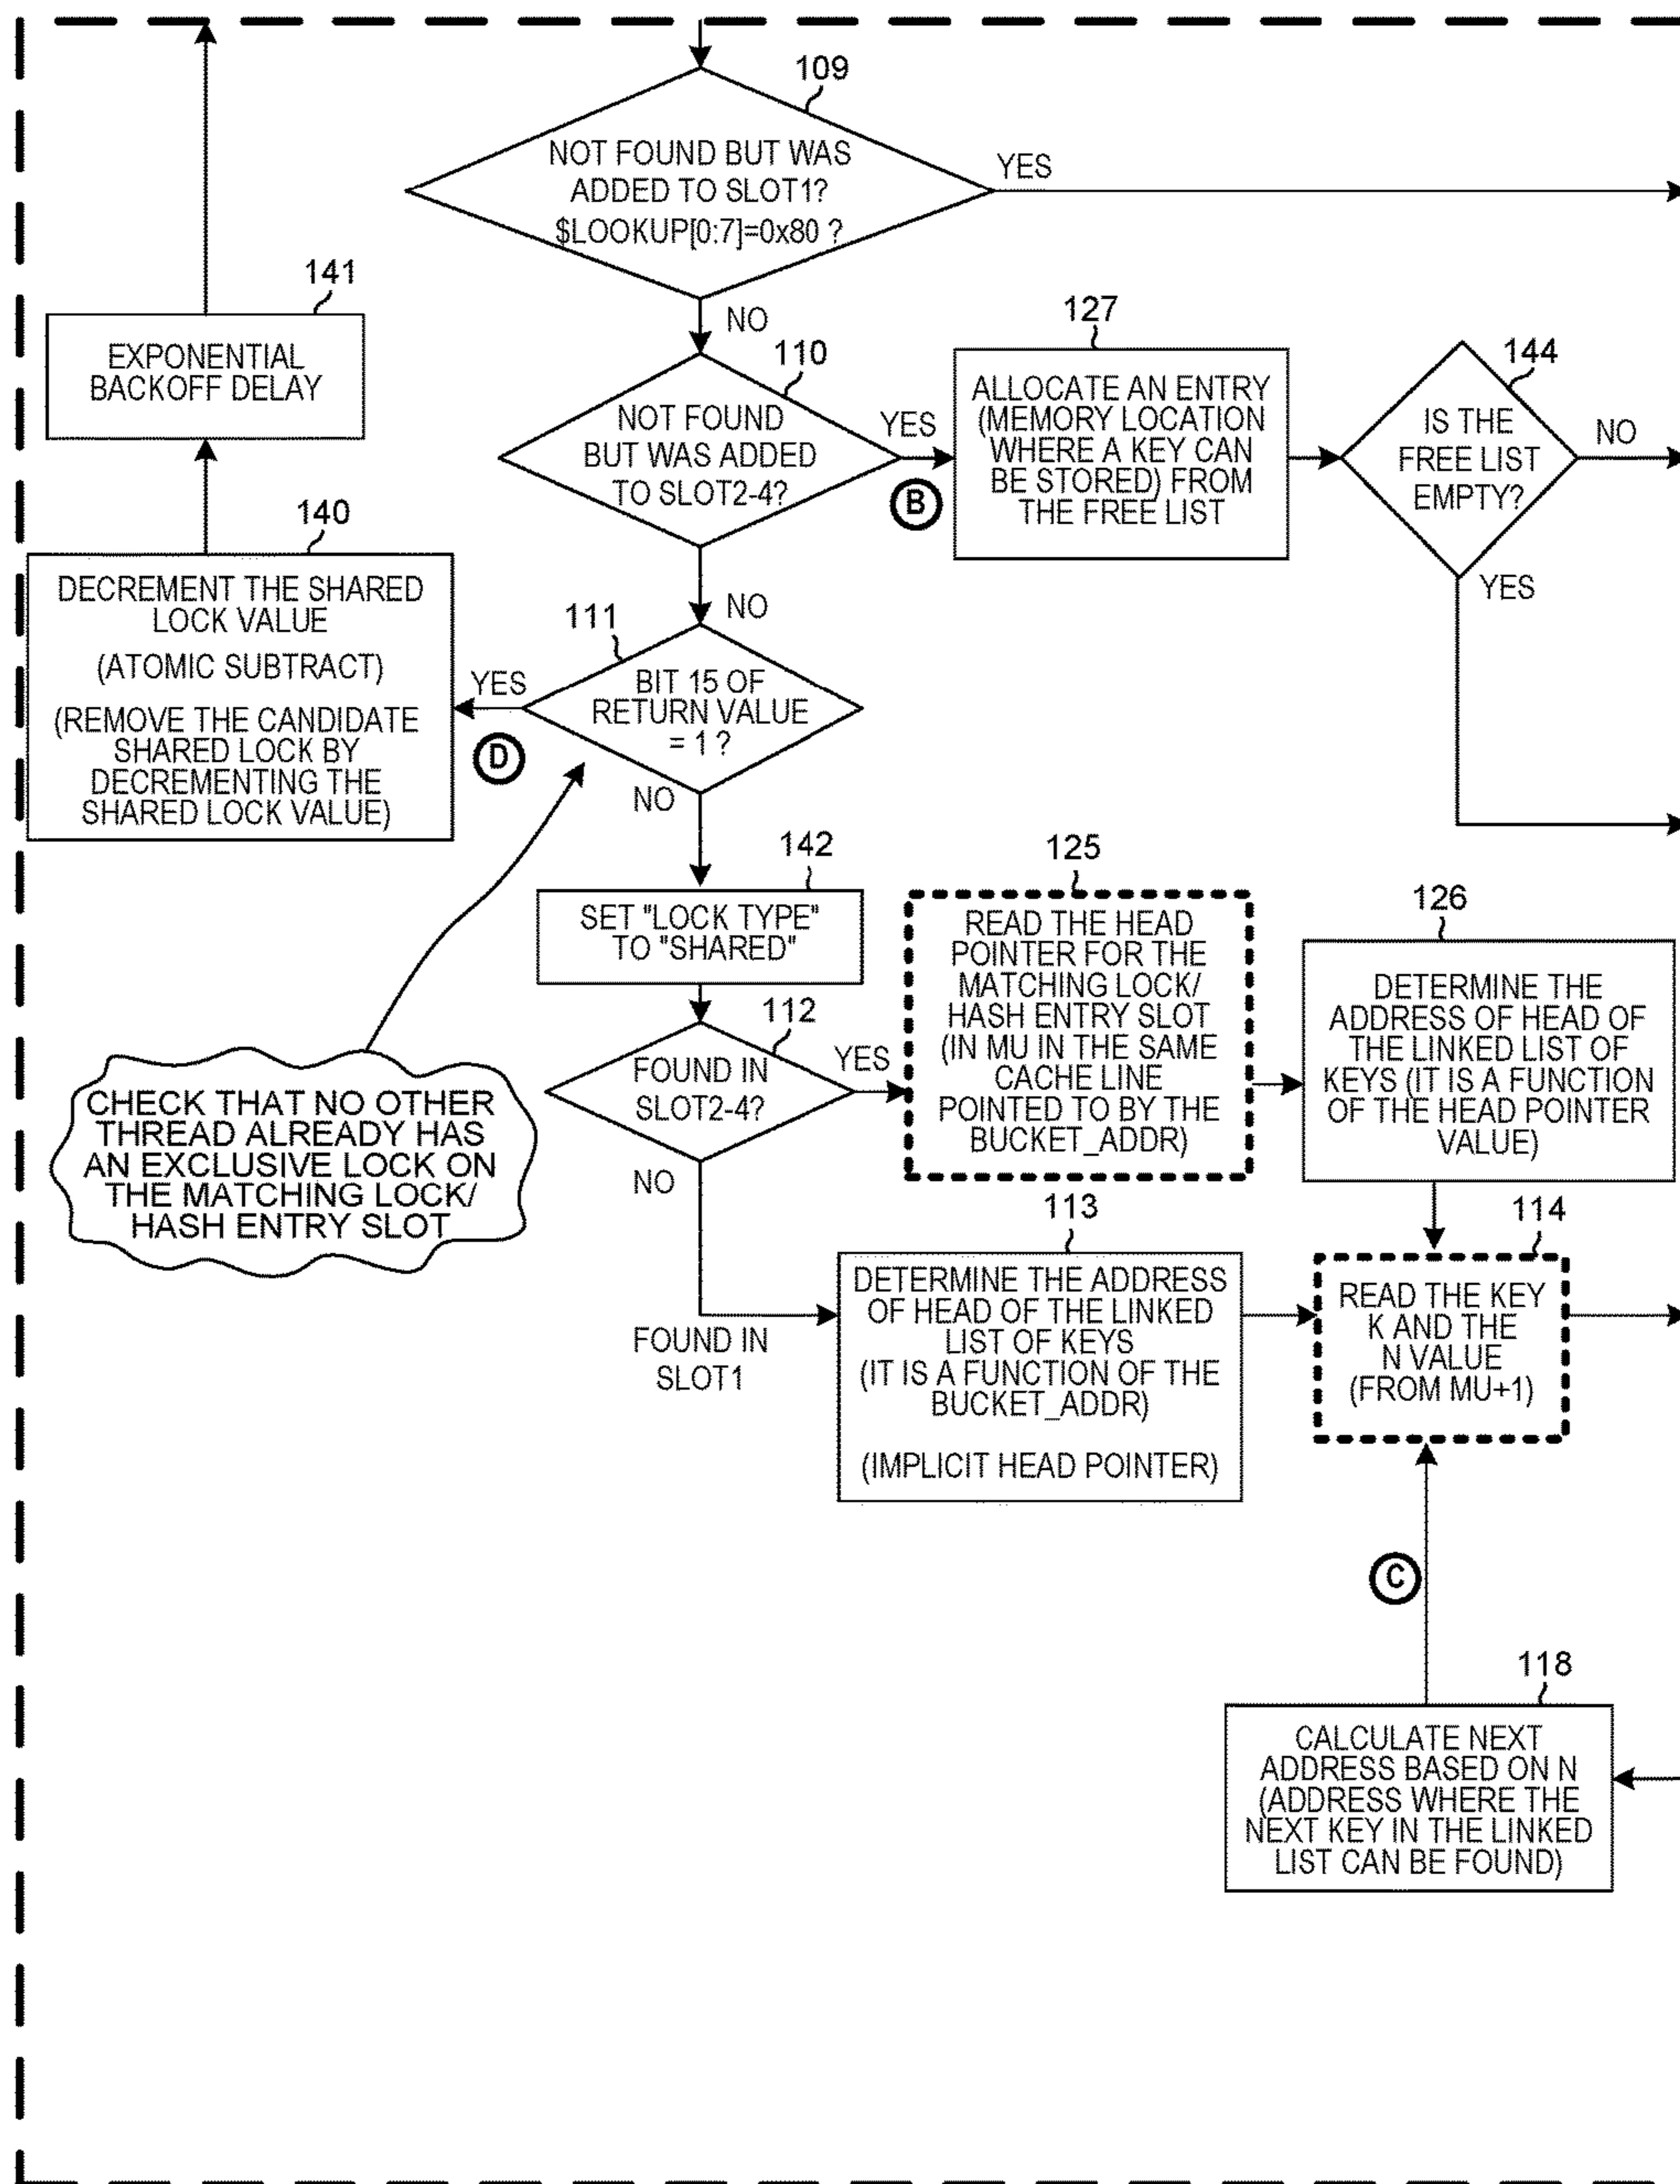 109
NOT FOUND BUT WAS
ADDED TO SLOT1?
$LOOKUP[0:7]=0x80 ?
YES
NO
141
EXPONENTIAL
BACKOFF DELAY
110
NOT FOUND
BUT WAS ADDED
TO SLOT2-4?
YES
B
NO
127
ALLOCATE AN ENTRY
(MEMORY LOCATION
WHERE A KEY CAN
BE STORED) FROM
THE FREE LIST
144
IS THE
FREE LIST
EMPTY?
NO
YES
140
DECREMENT THE SHARED
LOCK VALUE
(ATOMIC SUBTRACT)
(REMOVE THE CANDIDATE
SHARED LOCK BY
DECREMENTING THE
SHARED LOCK VALUE)
111
BIT 15 OF
RETURN VALUE
= 1 ?
YES
D
NO
142
SET "LOCK TYPE"
TO "SHARED"
112
FOUND IN
SLOT2-4?
YES
NO
FOUND IN
SLOT1
CHECK THAT NO OTHER
THREAD ALREADY HAS
AN EXCLUSIVE LOCK ON
THE MATCHING LOCK/
HASH ENTRY SLOT
125
READ THE HEAD
POINTER FOR THE
MATCHING LOCK/
HASH ENTRY SLOT
(IN MU IN THE SAME
CACHE LINE
POINTED TO BY THE
BUCKET_ADDR)
126
DETERMINE THE
ADDRESS OF HEAD OF
THE LINKED LIST OF
KEYS (IT IS A FUNCTION
OF THE HEAD POINTER
VALUE)
113
DETERMINE THE ADDRESS
OF HEAD OF THE LINKED
LIST OF KEYS
(IT IS A FUNCTION OF THE
BUCKET_ADDR)
(IMPLICIT HEAD POINTER)
114
READ THE KEY
K AND THE
N VALUE
(FROM MU+1)
C
118
CALCULATE NEXT
ADDRESS BASED ON N
(ADDRESS WHERE THE
NEXT KEY IN THE LINKED
LIST CAN BE FOUND)